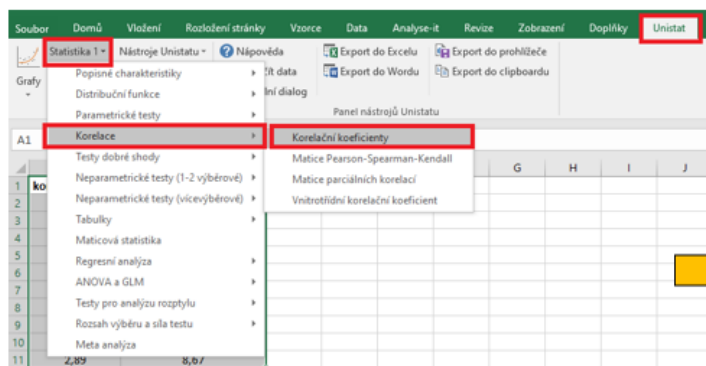 Soubor Domů Vložení Rozložení stránky Vzorce Data Analyse-it Revize Zobrazení Doplňky Unistat
Statistika 1 Nástroje Unistatu Nápověda Export do Excelu Export do prohlížeče
Grafy čít data Export do Wordu Export do clipboardu
lní dialog
Panel nástrojů Unistatu
Popisné charakteristiky
Distribuční funkce
Parametrické testy
A1
Korelace
Korelační koeficienty
Testy dobré shody
Matice Pearson-Spearman-Kendall
Neparametrické testy (1-2 výběrové)
Matice parciálních korelací
Neparametrické testy (vícevýběrové)
Vnitrotřídní korelační koeficient
Tabulky
Maticová statistika
Regresní analýza
ANOVA a GLM
Testy pro analýzu rozptylu
Rozsah výběru a síla testu
Meta analýza
G H I J
1 ko
2
3
4
5
6
7
8
9
10
11 2,89 8,67